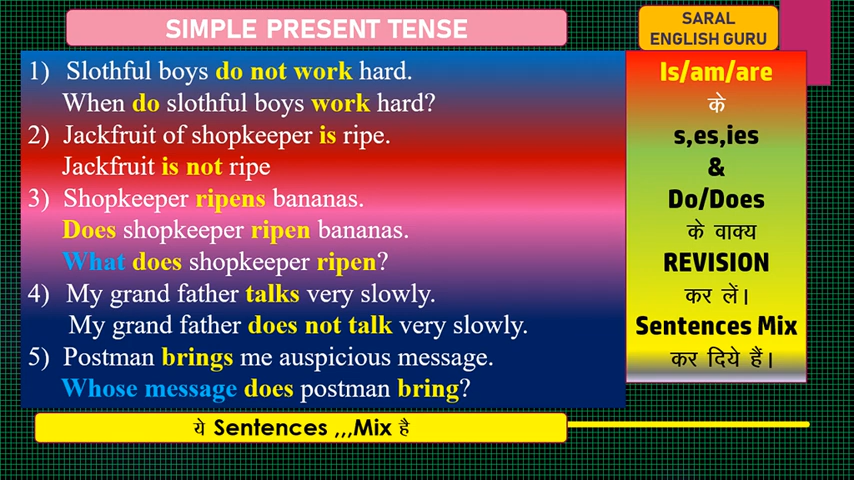 SIMPLE PRESENT TENSE
SARAL
ENGLISH GURU
1) Slothful boys do not work hard.
When do slothful boys work hard?
2) Jackfruit of shopkeeper is ripe.
Jackfruit is not ripe
3) Shopkeeper ripens bananas.
Does shopkeeper ripen bananas.
What does shopkeeper ripen?
4) My grand father talks very slowly.
My grand father does not talk very slowly.
5) Postman brings me auspicious message.
Whose message does postman bring?
Is/am/are
के
s,es,ies
&
Do/Does
के वाक्य
REVISION
कर लें।
Sentences Mix
कर दिये हैं।
ये Sentences ,,,Mix है